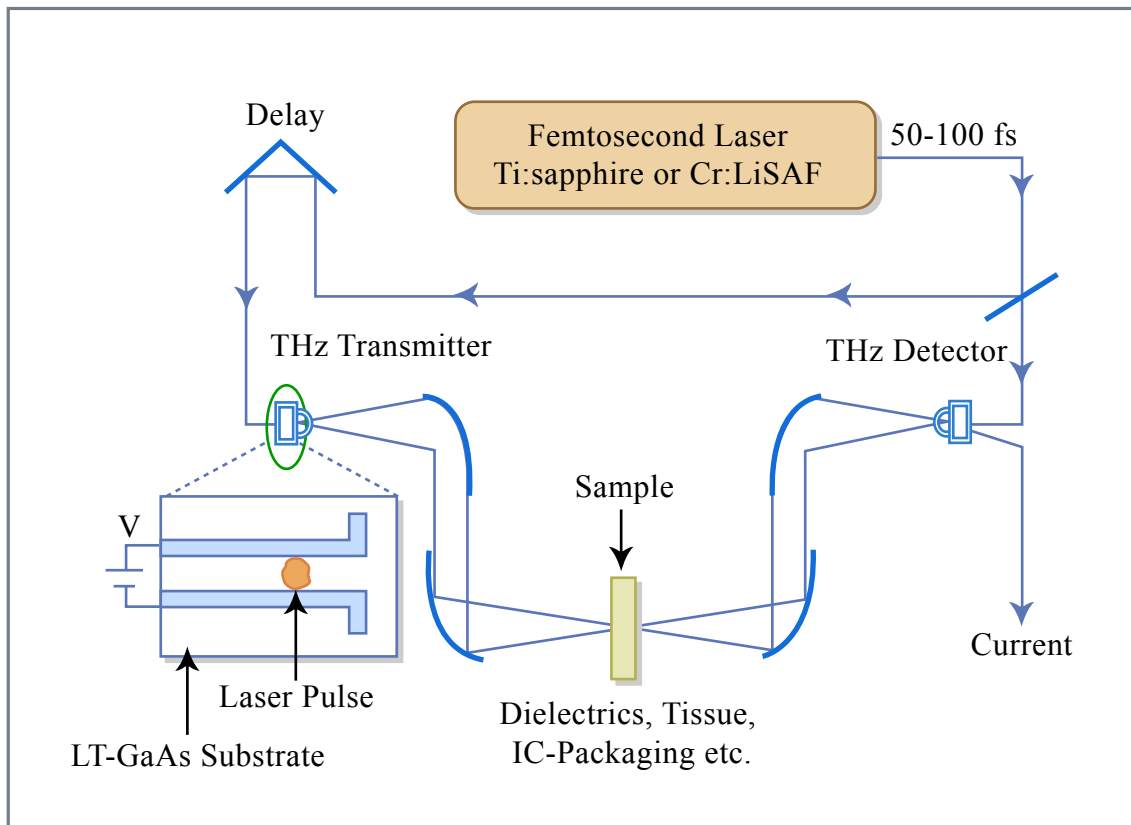 Delay
Femtosecond Laser
Ti:sapphire or Cr:LiSAF
50-100 fs
THz Transmitter
THz Detector
Sample
V
Laser Pulse
LT-GaAs Substrate
Dielectrics, Tissue,
IC-Packaging etc.
Current